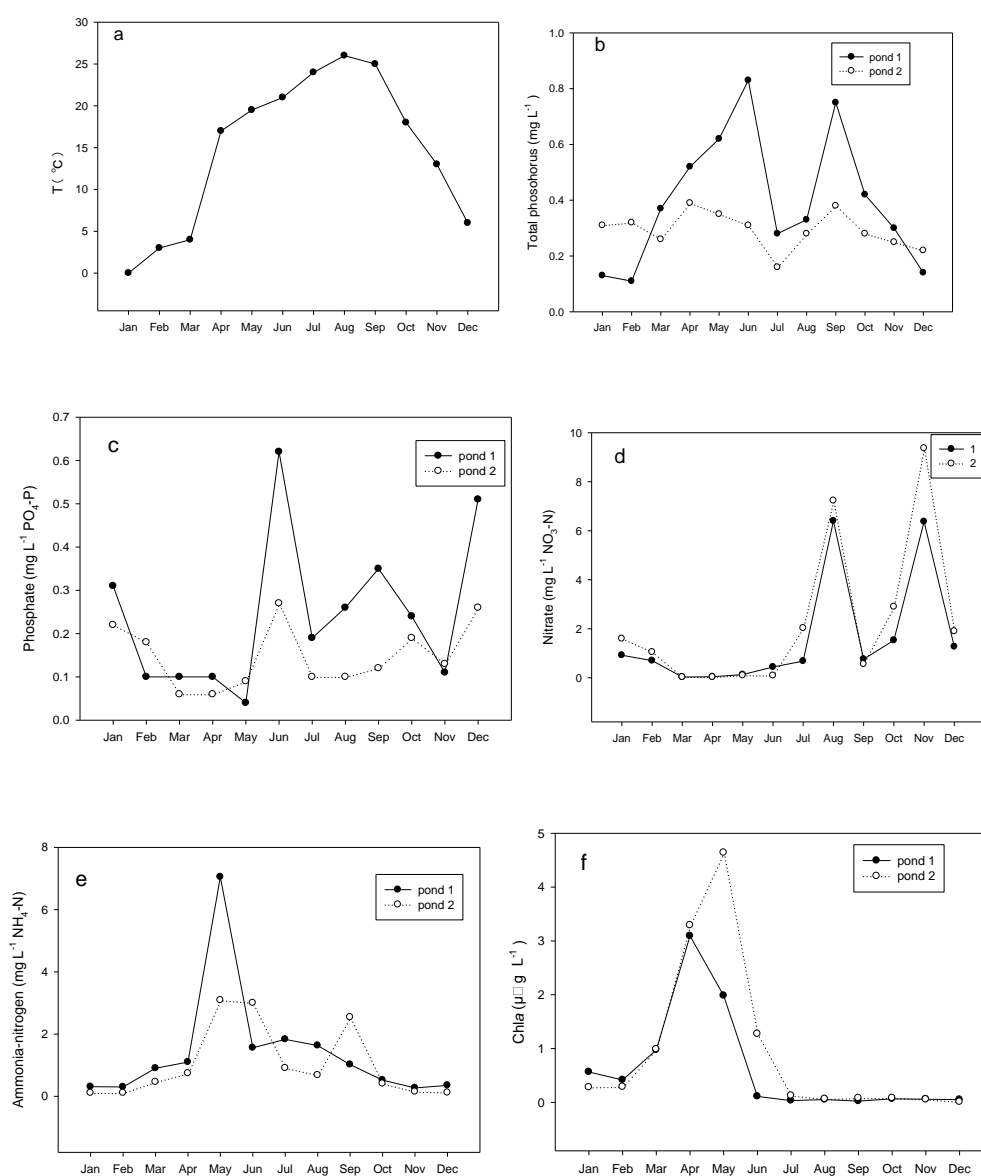 a
T ( °C )
30
25
20
15
10
5
0
Jan Feb Mar Apr May Jun Jul Aug Sep Oct Nov Dec
b
pond 1
pond 2
Total phosohorus (mg L-1 )
1.0
0.8
0.6
0.4
0.2
0.0
Jan Feb Mar Apr May Jun Jul Aug Sep Oct Nov Dec
c
pond 1
pond 2
Phosphate (mg L-1 PO4-P)
0.7
0.6
0.5
0.4
0.3
0.2
0.1
0.0
Jan Feb Mar Apr May Jun Jul Aug Sep Oct Nov Dec
d
1
2
Nitrate (mg L-1 NO3-N)
10
8
6
4
2
0
Jan Feb Mar Apr May Jun Jul Aug Sep Oct Nov Dec
e
pond 1
pond 2
Ammonia-nitrogen (mg L-1 NH4-N)
8
6
4
2
0
Jan Feb Mar Apr May Jun Jul Aug Sep Oct Nov Dec
f
pond 1
pond 2
Chla (μ□ g L-1 )
5
4
3
2
1
0
Jan Feb Mar Apr May Jun Jul Aug Sep Oct Nov Dec